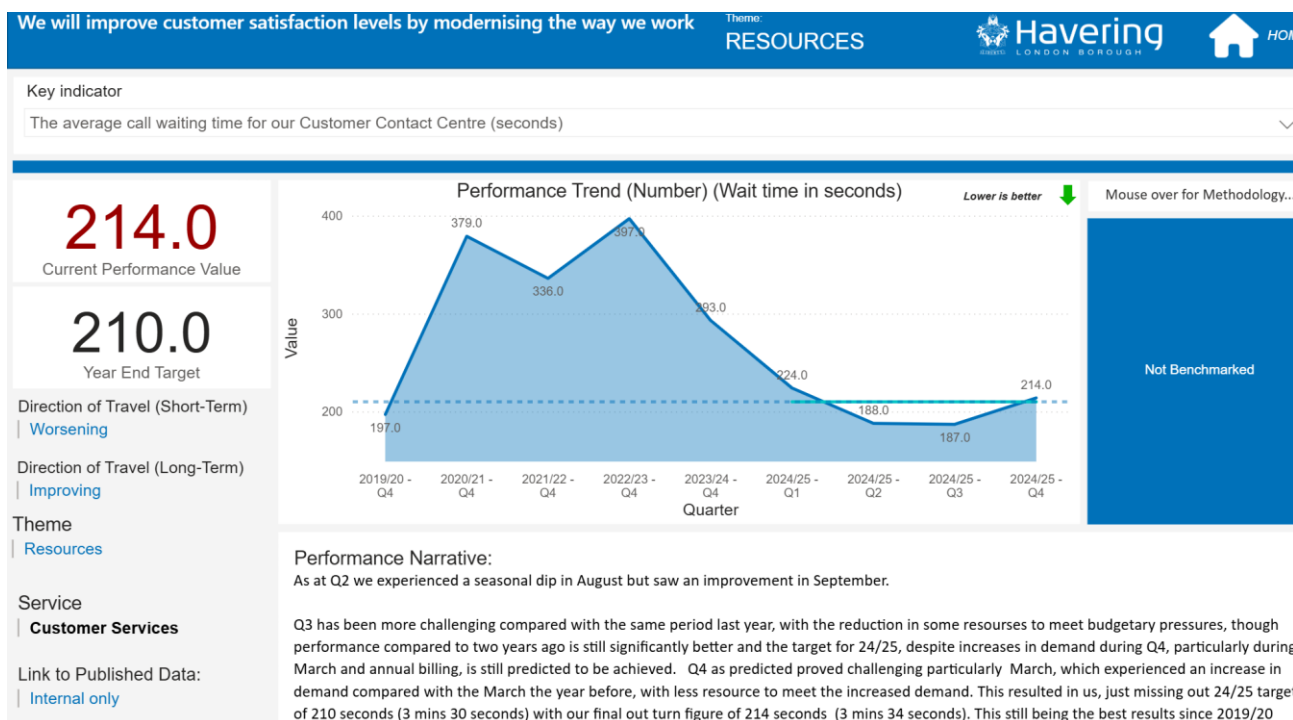 We will improve customer satisfaction levels by modernising the way we work
Theme:
RESOURCES
Havering
LONDON BOROUGH
Key indicator
The average call waiting time for our Customer Contact Centre (seconds)
214.0
Current Performance Value
210.0
Year End Target
Direction of Travel (Short-Term)
Worsening
Direction of Travel (Long-Term)
Improving
Theme
Resources
Service
Customer Services
Link to Published Data:
Internal only
Performance Trend (Number) (Wait time in seconds)
Lower is better
Value
400
300
200
197.0
379.0
336.0
397.0
293.0
224.0
188.0
187.0
214.0
2019/20 - Q4
2020/21 - Q4
2021/22 - Q4
2022/23 - Q4
2023/24 - Q4
2024/25 - Q1
2024/25 - Q2
2024/25 - Q3
2024/25 - Q4
Quarter
Mouse over for Methodology...
Not Benchmarked
Performance Narrative:
As at Q2 we experienced a seasonal dip in August but saw an improvement in September.
Q3 has been more challenging compared with the same period last year, with the reduction in some resourses to meet budgetary pressures, though
performance compared to two years ago is still significantly better and the target for 24/25, despite increases in demand during Q4, particularly during
March and annual billing, is still predicted to be achieved. Q4 as predicted proved challenging particularly March, which experienced an increase in
demand compared with the March the year before, with less resource to meet the increased demand. This resulted in us, just missing out 24/25 target
of 210 seconds (3 mins 30 seconds) with our final out turn figure of 214 seconds (3 mins 34 seconds). This still being the best results since 2019/20